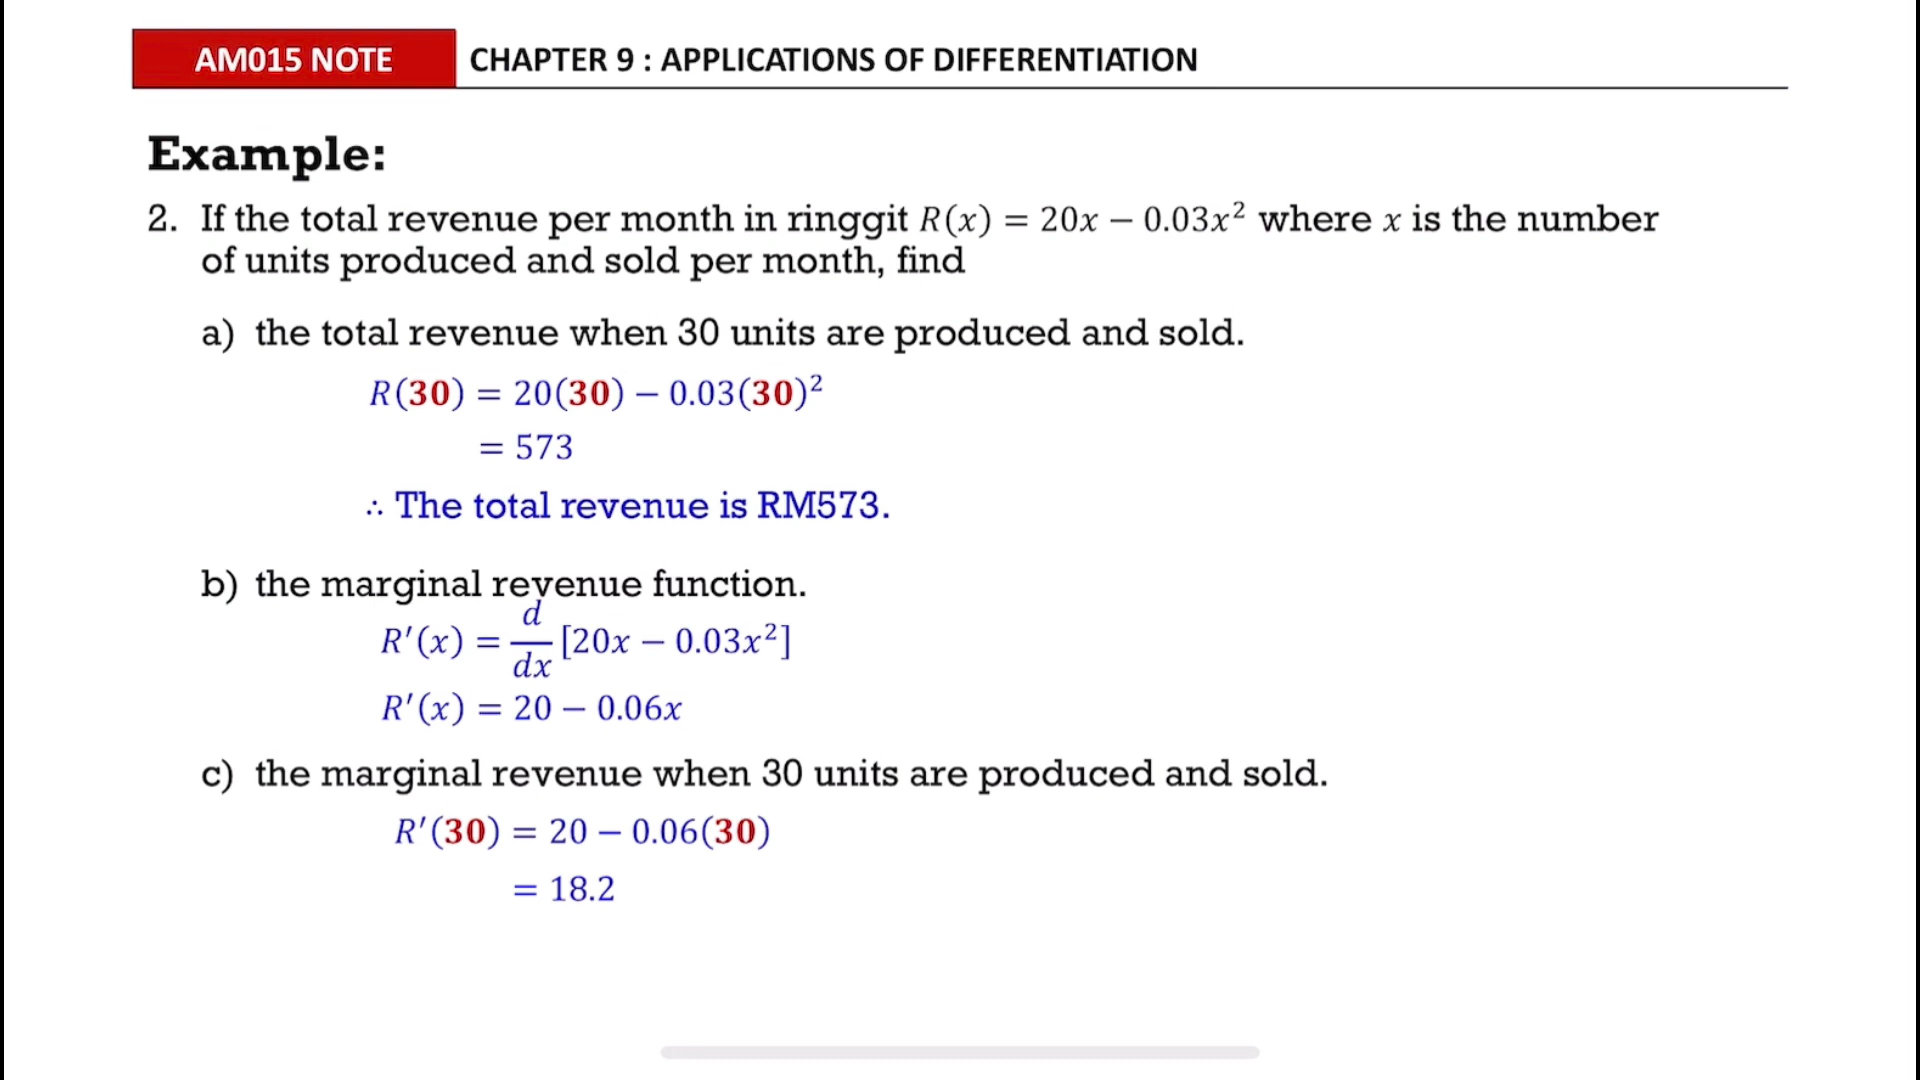 AM015 NOTE CHAPTER 9 : APPLICATIONS OF DIFFERENTIATION
Example:
2. If the total revenue per month in ringgit R(x) = 20x − 0.03x² where x is the number
of units produced and sold per month, find
a) the total revenue when 30 units are produced and sold.
R(30) = 20(30) − 0.03(30)²
= 573
∴ The total revenue is RM573.
b) the marginal revenue function.
R′(x) = d/dx [20x − 0.03x²]
R′(x) = 20 − 0.06x
c) the marginal revenue when 30 units are produced and sold.
R′(30) = 20 − 0.06(30)
= 18.2